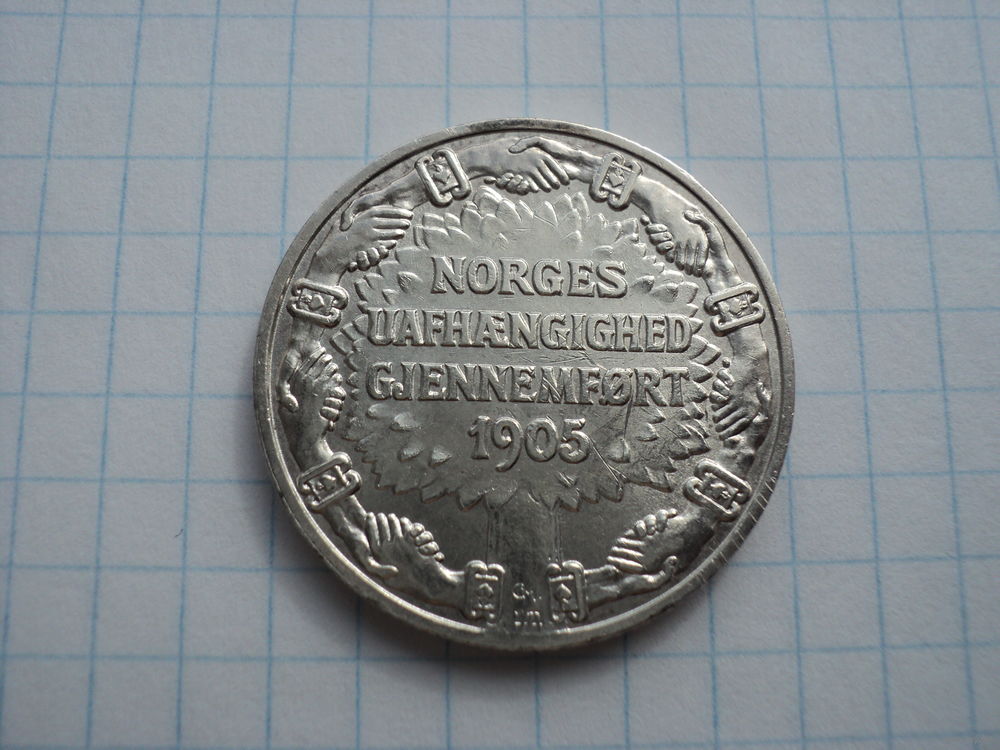 NORGES
UAFHÆNGIGHED
GJENNEMFØRT
1905